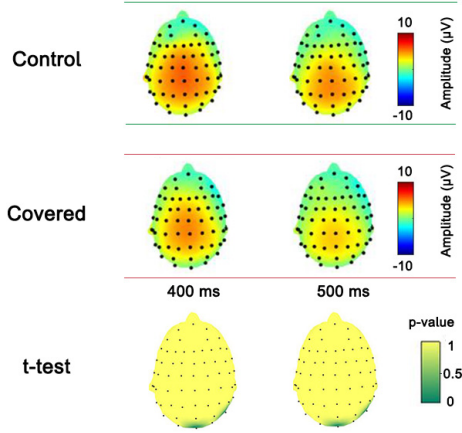 Control
10
-10
Amplitude (µV)
Covered
10
-10
Amplitude (µV)
400 ms
500 ms
t-test
p-value
1
0.5
0